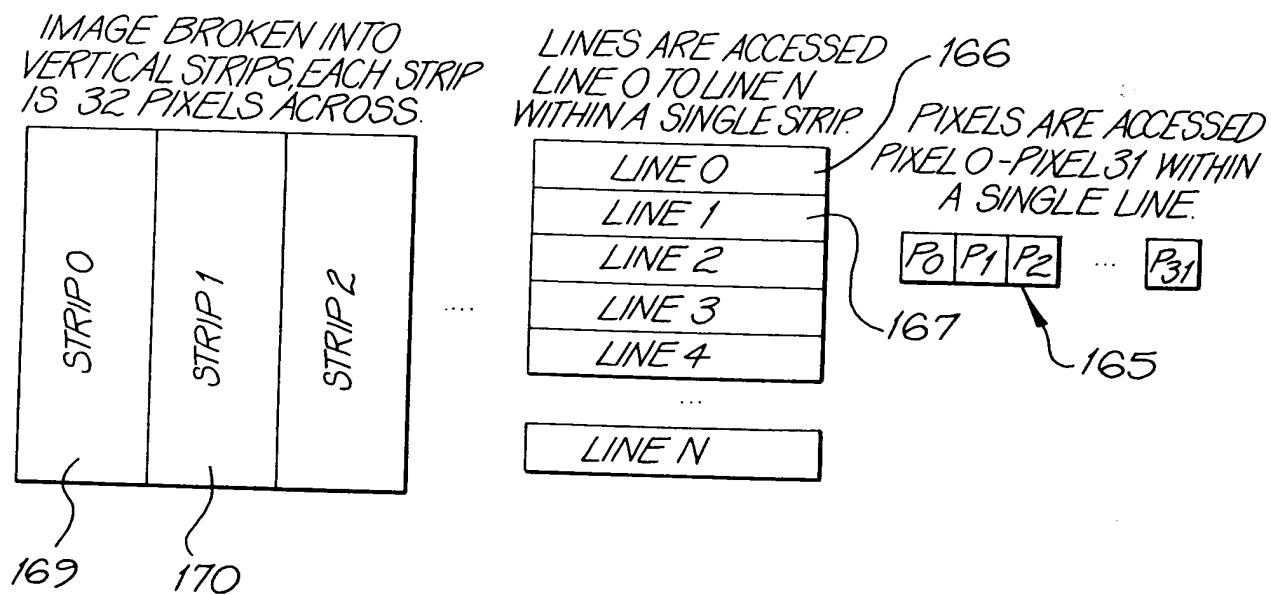 IMAGE BROKEN INTO
VERTICAL STRIPS, EACH STRIP
IS 32 PIXELS ACROSS.
STRIP 0
STRIP 1
STRIP 2
....
169
170
LINES ARE ACCESSED
LINE 0 TO LINE N
WITHIN A SINGLE STRIP.
166
LINE 0
LINE 1
LINE 2
LINE 3
LINE 4
...
LINE N
167
PIXELS ARE ACCESSED
PIXEL 0 - PIXEL 31 WITHIN
A SINGLE LINE.
P0 P1 P2 ... P31
165